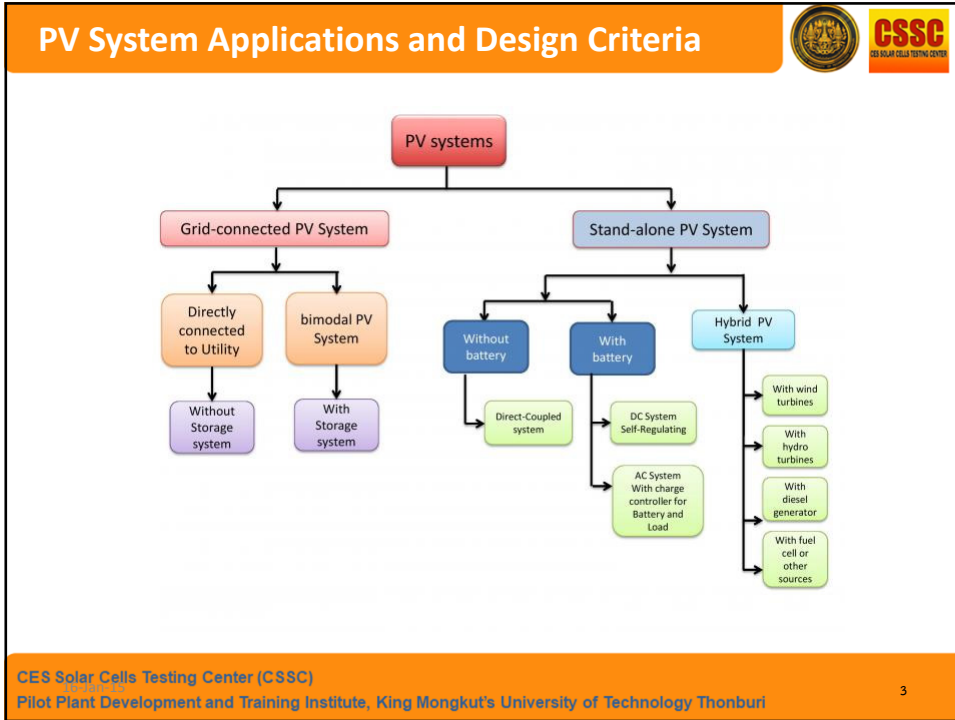 PV System Applications and Design Criteria
CSSC
CES SOLAR CELLS TESTING CENTER
PV systems
Grid-connected PV System
Stand-alone PV System
Directly
connected
to Utility
bimodal PV
System
Without
battery
With
battery
Hybrid PV
System
Without
Storage
system
With
Storage
system
Direct-Coupled
system
DC System
Self-Regulating
AC System
With charge
controller for
Battery and
Load
With wind
turbines
With
hydro
turbines
With
diesel
generator
With fuel
cell or
other
sources
CES Solar Cells Testing Center (CSSC)
16-Jan-15
Pilot Plant Development and Training Institute, King Mongkut's University of Technology Thonburi
3